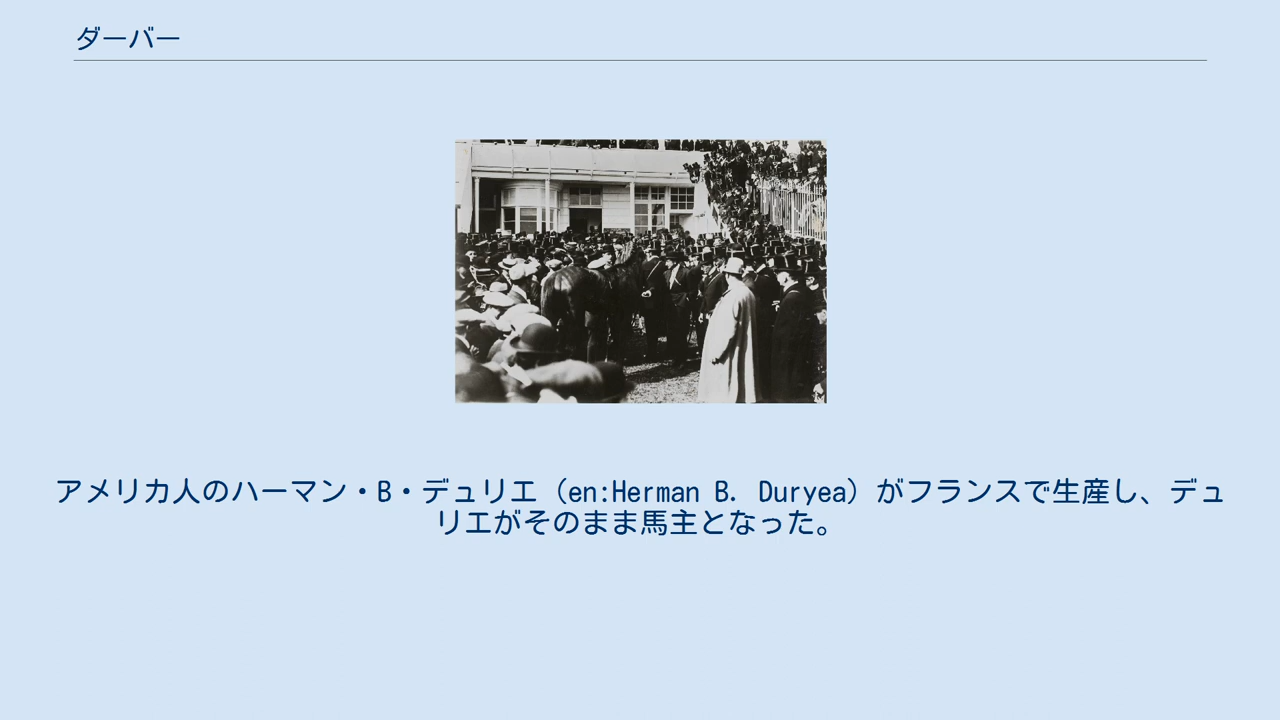 ダーバー
アメリカ人のハーマン・B・デュリエ（en:Herman B. Duryea）がフランスで生産し、デュ
リエがそのまま馬主となった。